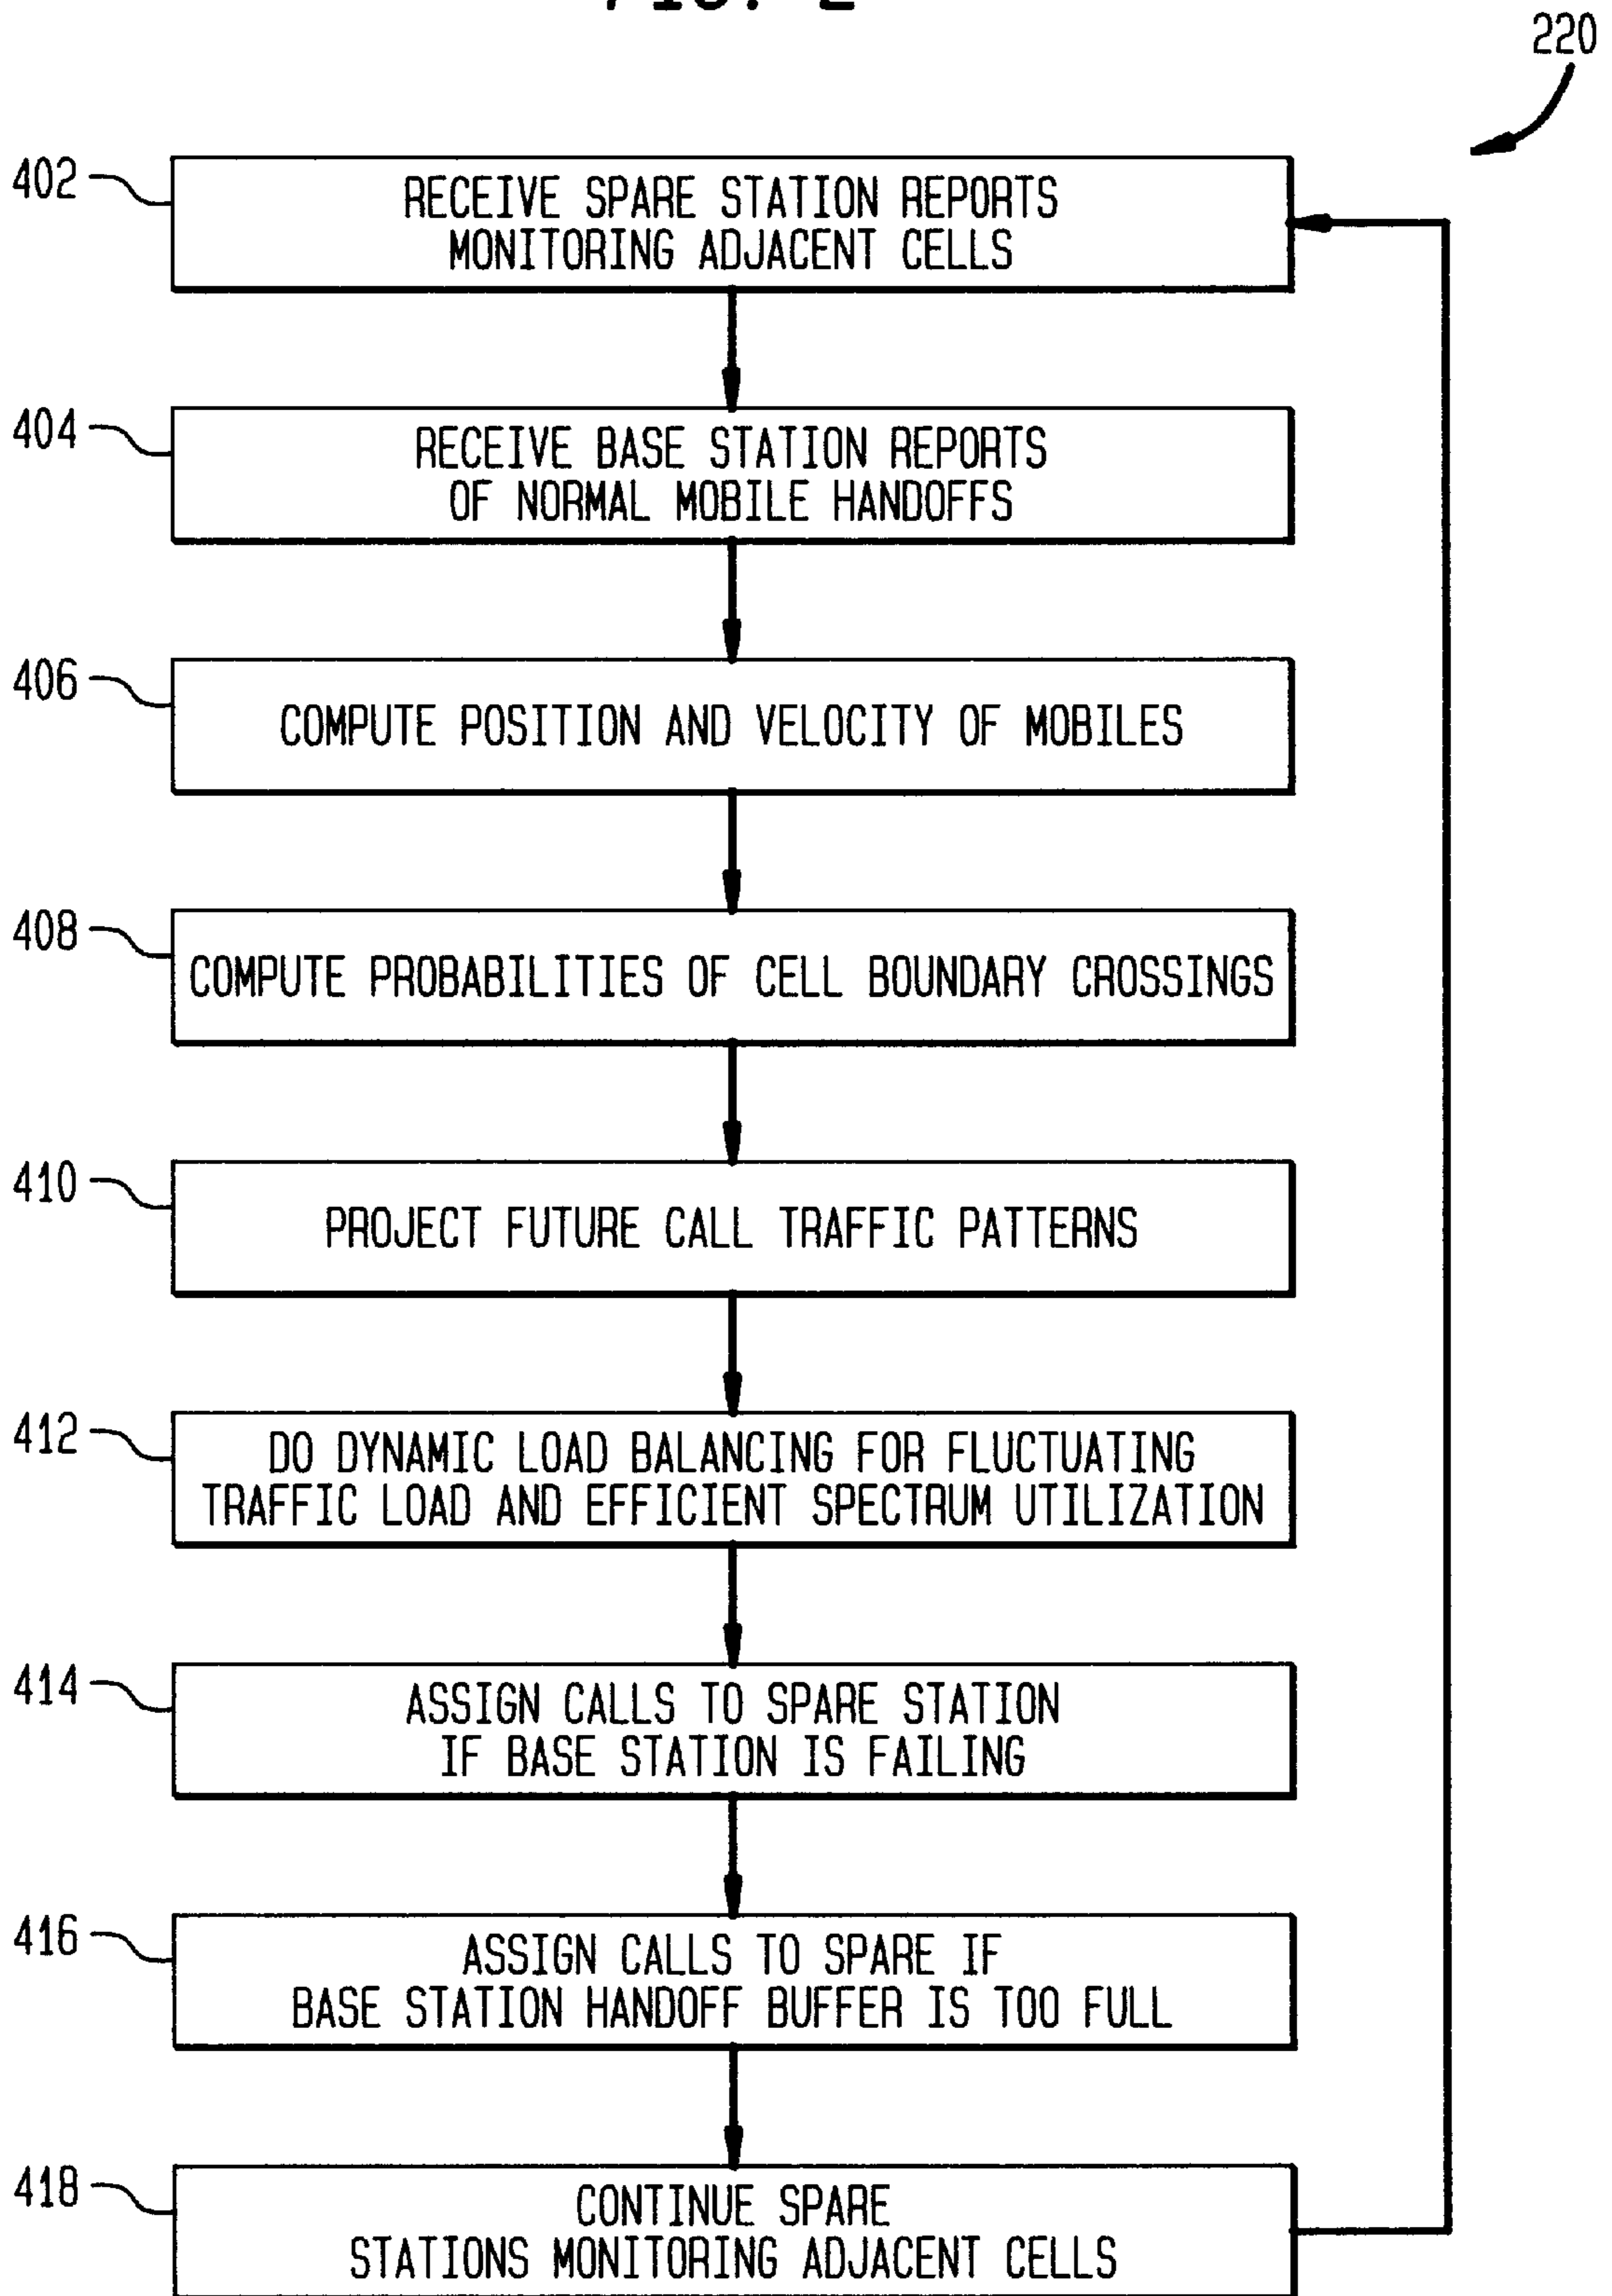 FIG. 2
220
402
RECEIVE SPARE STATION REPORTS
MONITORING ADJACENT CELLS
404
RECEIVE BASE STATION REPORTS
OF NORMAL MOBILE HANDOFFS
406
COMPUTE POSITION AND VELOCITY OF MOBILES
408
COMPUTE PROBABILITIES OF CELL BOUNDARY CROSSINGS
410
PROJECT FUTURE CALL TRAFFIC PATTERNS
412
DO DYNAMIC LOAD BALANCING FOR FLUCTUATING
TRAFFIC LOAD AND EFFICIENT SPECTRUM UTILIZATION
414
ASSIGN CALLS TO SPARE STATION
IF BASE STATION IS FAILING
416
ASSIGN CALLS TO SPARE IF
BASE STATION HANDOFF BUFFER IS TOO FULL
418
CONTINUE SPARE
STATIONS MONITORING ADJACENT CELLS